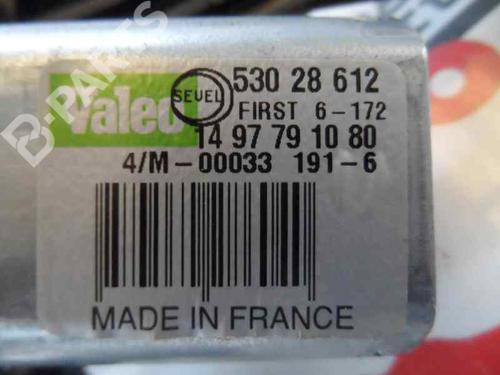 B-PARTS
Valeo SEVEL 530 28 612
FIRST 6-172
14 97 79 10 80
4/M-00033 191-6
MADE IN FRANCE